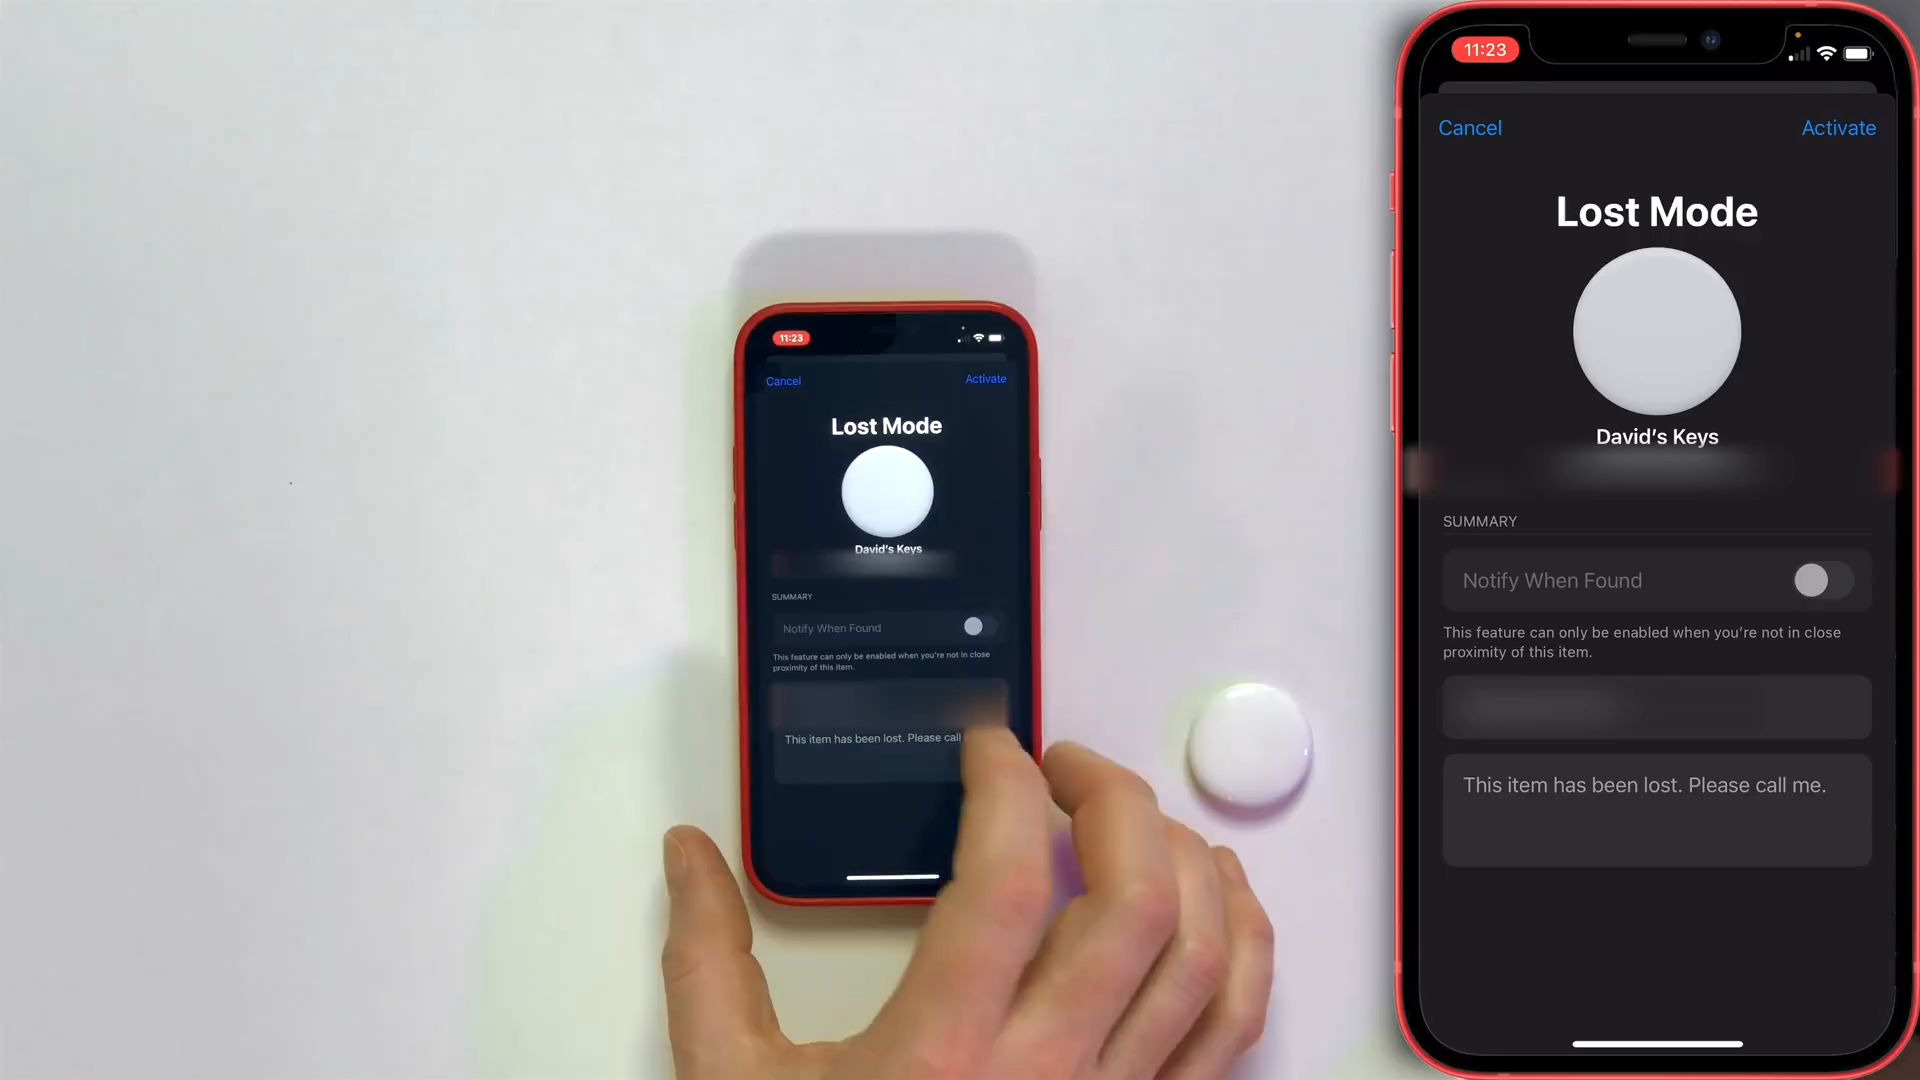 11:23
Cancel
Activate
Lost Mode
David's Keys
SUMMARY
Notify When Found
This feature can only be enabled when you're not in close
proximity of this item.
This item has been lost. Please call
11:23
Cancel
Activate
Lost Mode
David's Keys
SUMMARY
Notify When Found
This feature can only be enabled when you're not in close
proximity of this item.
This item has been lost. Please call me.